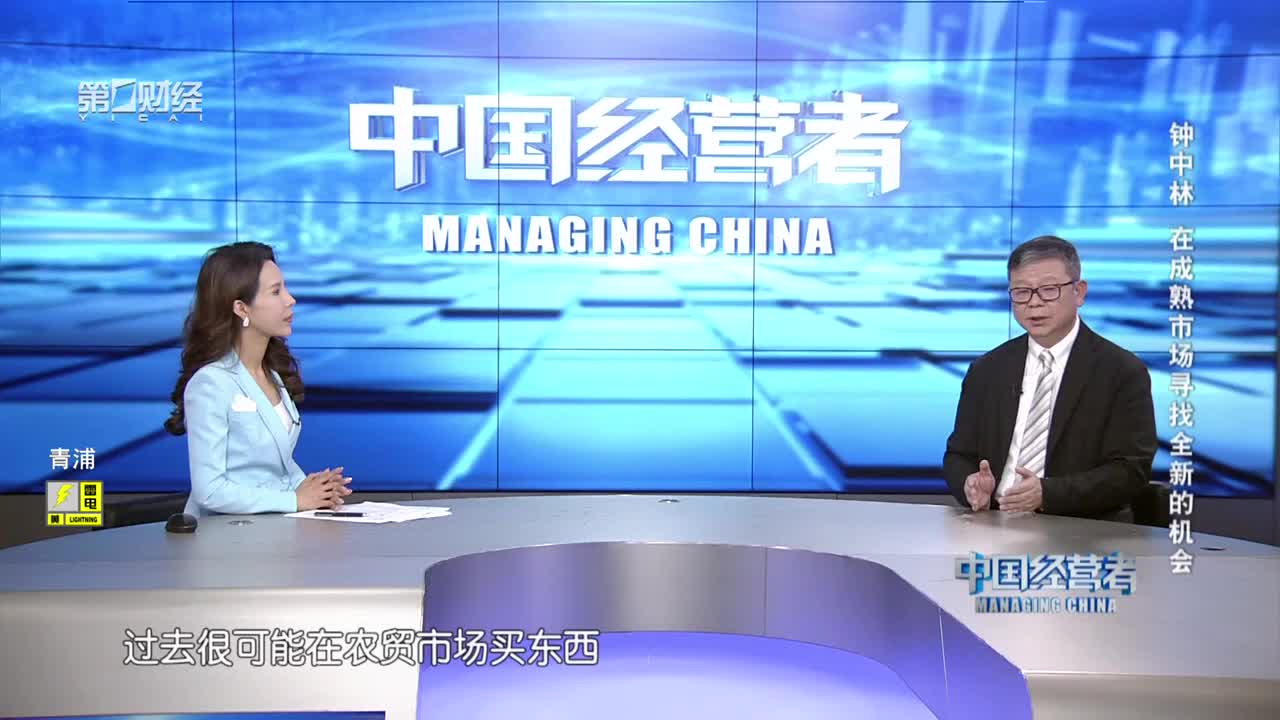 第一财经
YICAI
中国经营者
MANAGING CHINA
钟中林 在成熟市场寻找全新的机会
青浦
雷电
黄 LIGHTNING
中国经营者
MANAGING CHINA
过去很可能在农贸市场买东西